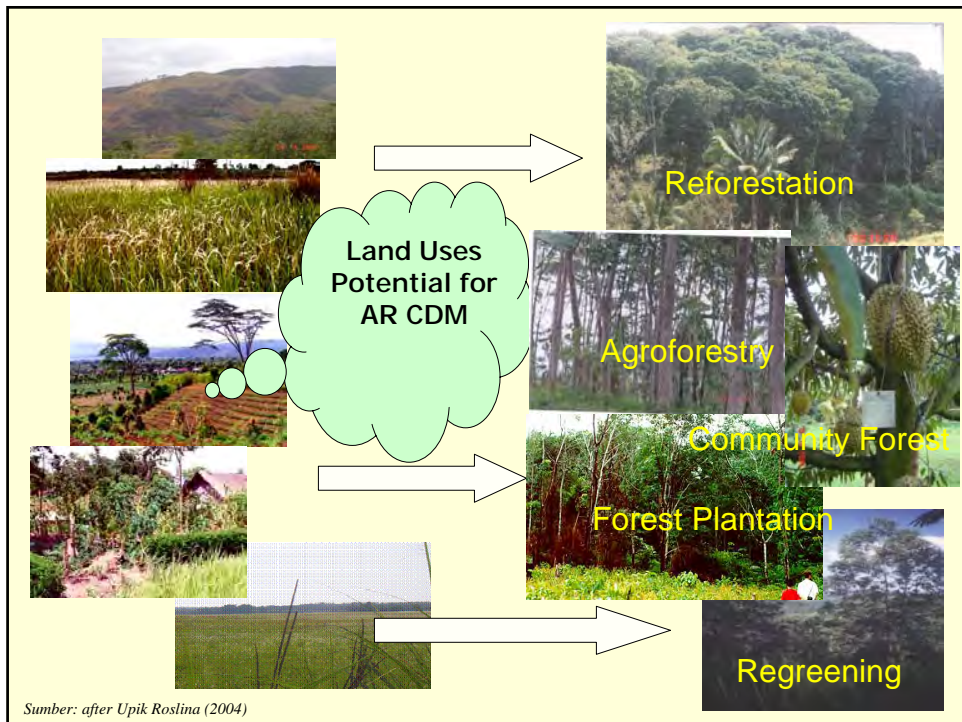 Reforestation
Land Uses
Potential for
AR CDM
Agroforestry
Community Forest
Forest Plantation
Regreening
Sumber: after Upik Roslina (2004)